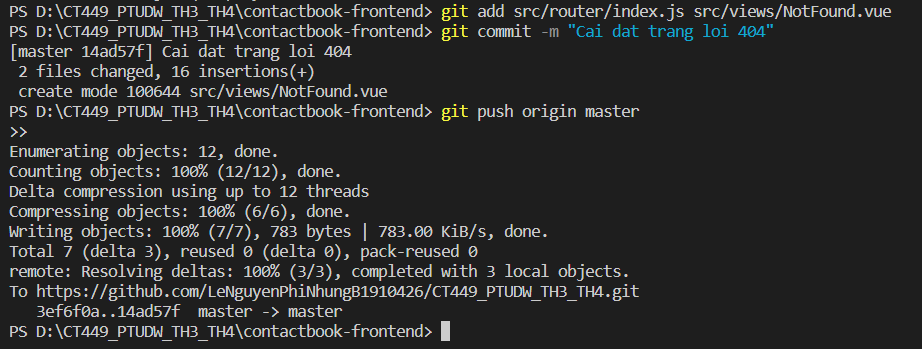 PS D:\CT449_PTUDW_TH3_TH4\contactbook-frontend> git add src/router/index.js src/views/NotFound.vue
PS D:\CT449_PTUDW_TH3_TH4\contactbook-frontend> git commit -m "Cai dat trang loi 404"
[master 14ad57f] Cai dat trang loi 404
 2 files changed, 16 insertions(+)
 create mode 100644 src/views/NotFound.vue
PS D:\CT449_PTUDW_TH3_TH4\contactbook-frontend> git push origin master
>>
Enumerating objects: 12, done.
Counting objects: 100% (12/12), done.
Delta compression using up to 12 threads
Compressing objects: 100% (6/6), done.
Writing objects: 100% (7/7), 783 bytes | 783.00 KiB/s, done.
Total 7 (delta 3), reused 0 (delta 0), pack-reused 0
remote: Resolving deltas: 100% (3/3), completed with 3 local objects.
To https://github.com/LeNguyenPhiNhungB1910426/CT449_PTUDW_TH3_TH4.git
   3ef6f0a..14ad57f  master -> master
PS D:\CT449_PTUDW_TH3_TH4\contactbook-frontend>